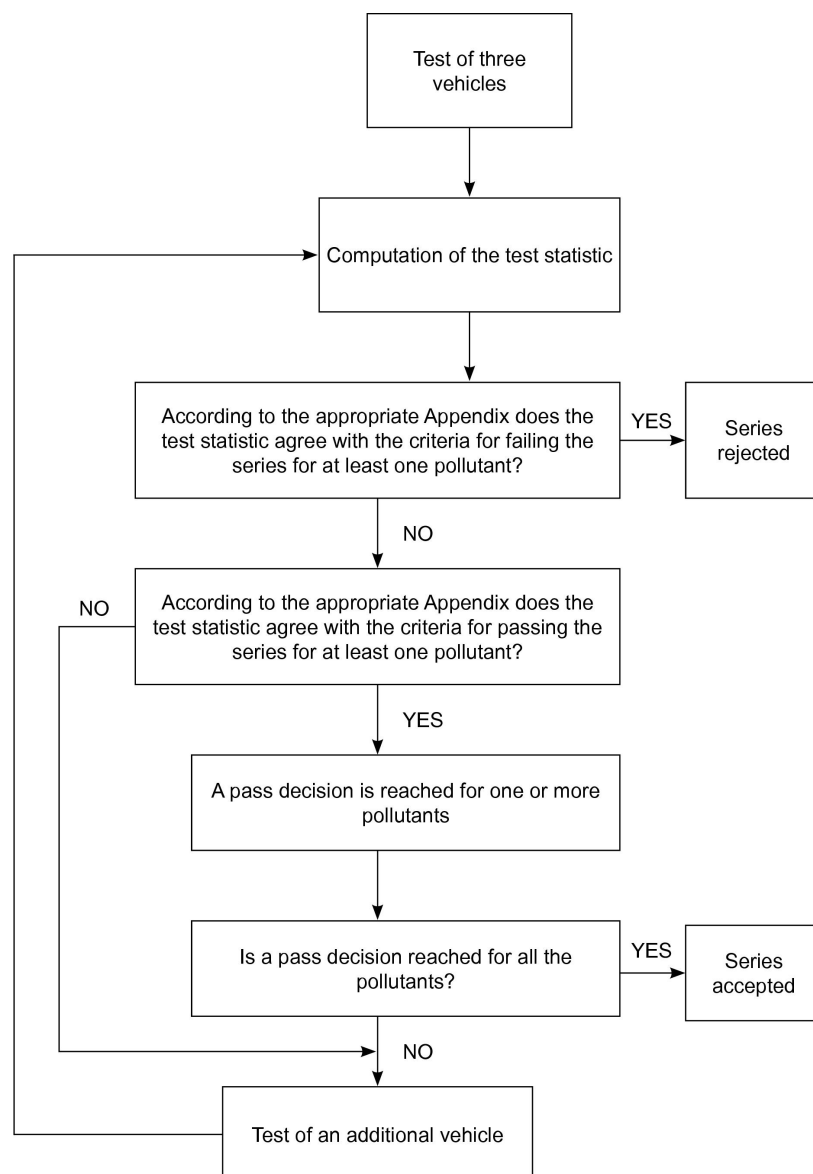 Test of three
vehicles
Computation of the test statistic
According to the appropriate Appendix does the
test statistic agree with the criteria for failing the
series for at least one pollutant?
YES
Series
rejected
NO
According to the appropriate Appendix does the
test statistic agree with the criteria for passing the
series for at least one pollutant?
NO
YES
A pass decision is reached for one or more
pollutants
Is a pass decision reached for all the
pollutants?
YES
Series
accepted
NO
Test of an additional vehicle